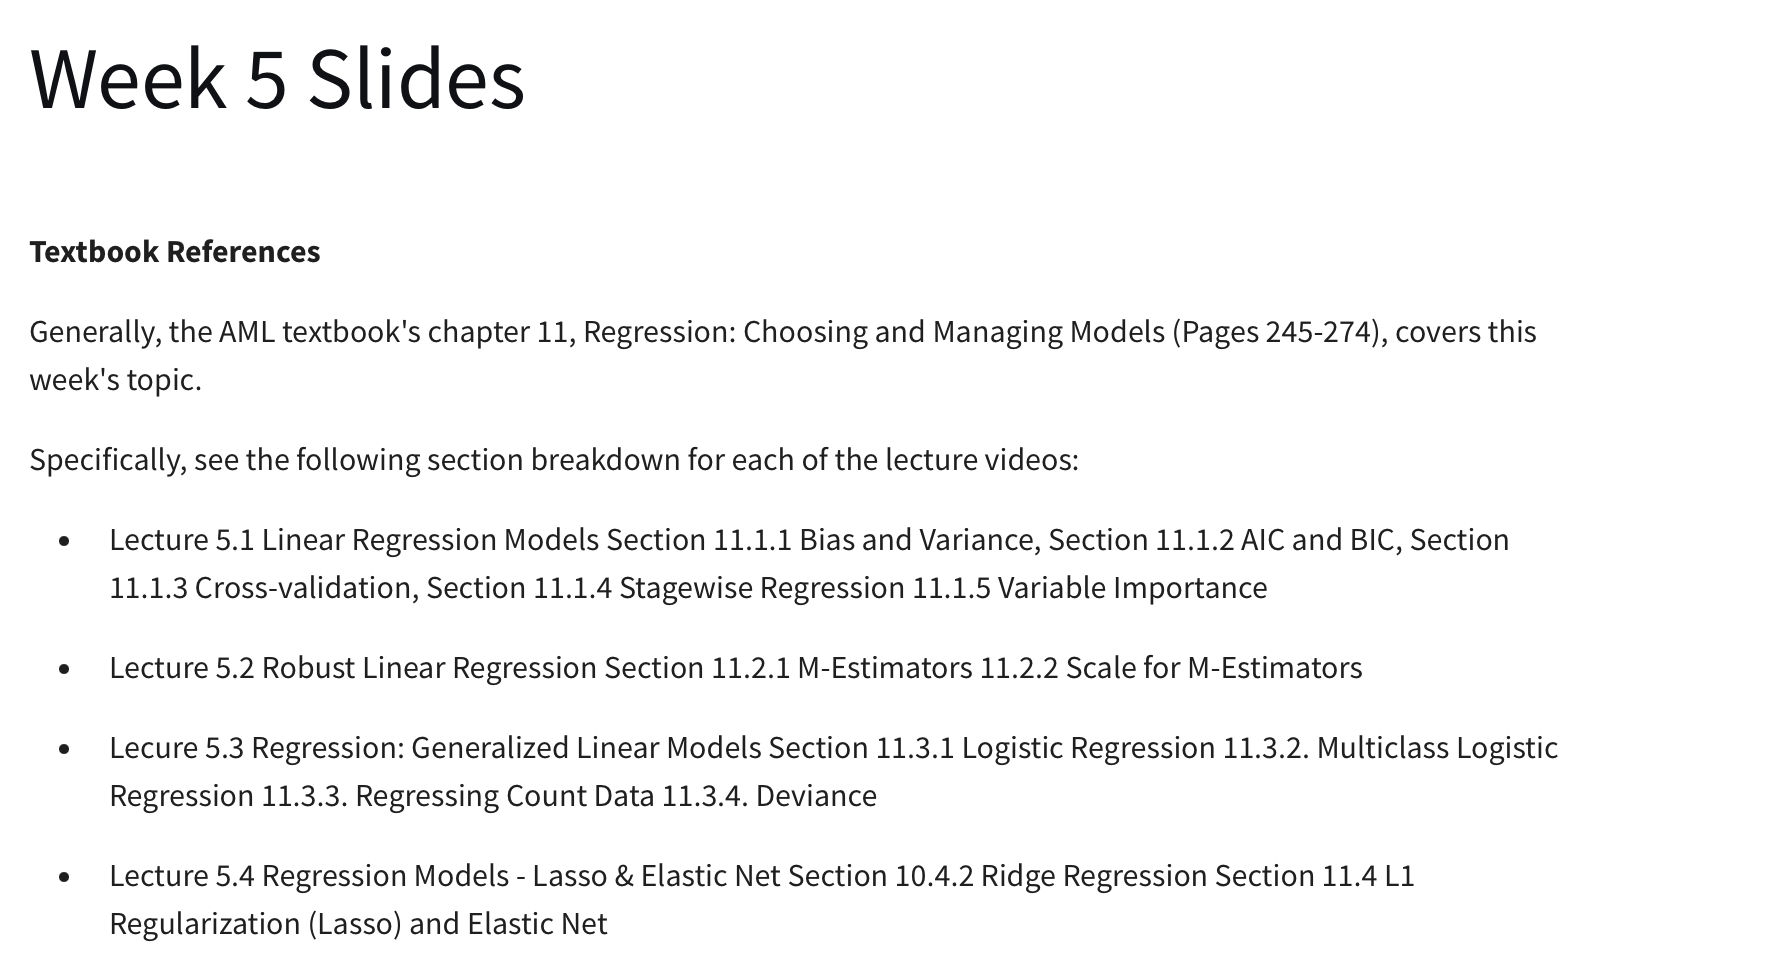 Week 5 Slides
Textbook References
Generally, the AML textbook's chapter 11, Regression: Choosing and Managing Models (Pages 245-274), covers this
week's topic.
Specifically, see the following section breakdown for each of the lecture videos:
• Lecture 5.1 Linear Regression Models Section 11.1.1 Bias and Variance, Section 11.1.2 AIC and BIC, Section
11.1.3 Cross-validation, Section 11.1.4 Stagewise Regression 11.1.5 Variable Importance
• Lecture 5.2 Robust Linear Regression Section 11.2.1 M-Estimators 11.2.2 Scale for M-Estimators
• Lecure 5.3 Regression: Generalized Linear Models Section 11.3.1 Logistic Regression 11.3.2. Multiclass Logistic
Regression 11.3.3. Regressing Count Data 11.3.4. Deviance
• Lecture 5.4 Regression Models - Lasso & Elastic Net Section 10.4.2 Ridge Regression Section 11.4 L1
Regularization (Lasso) and Elastic Net